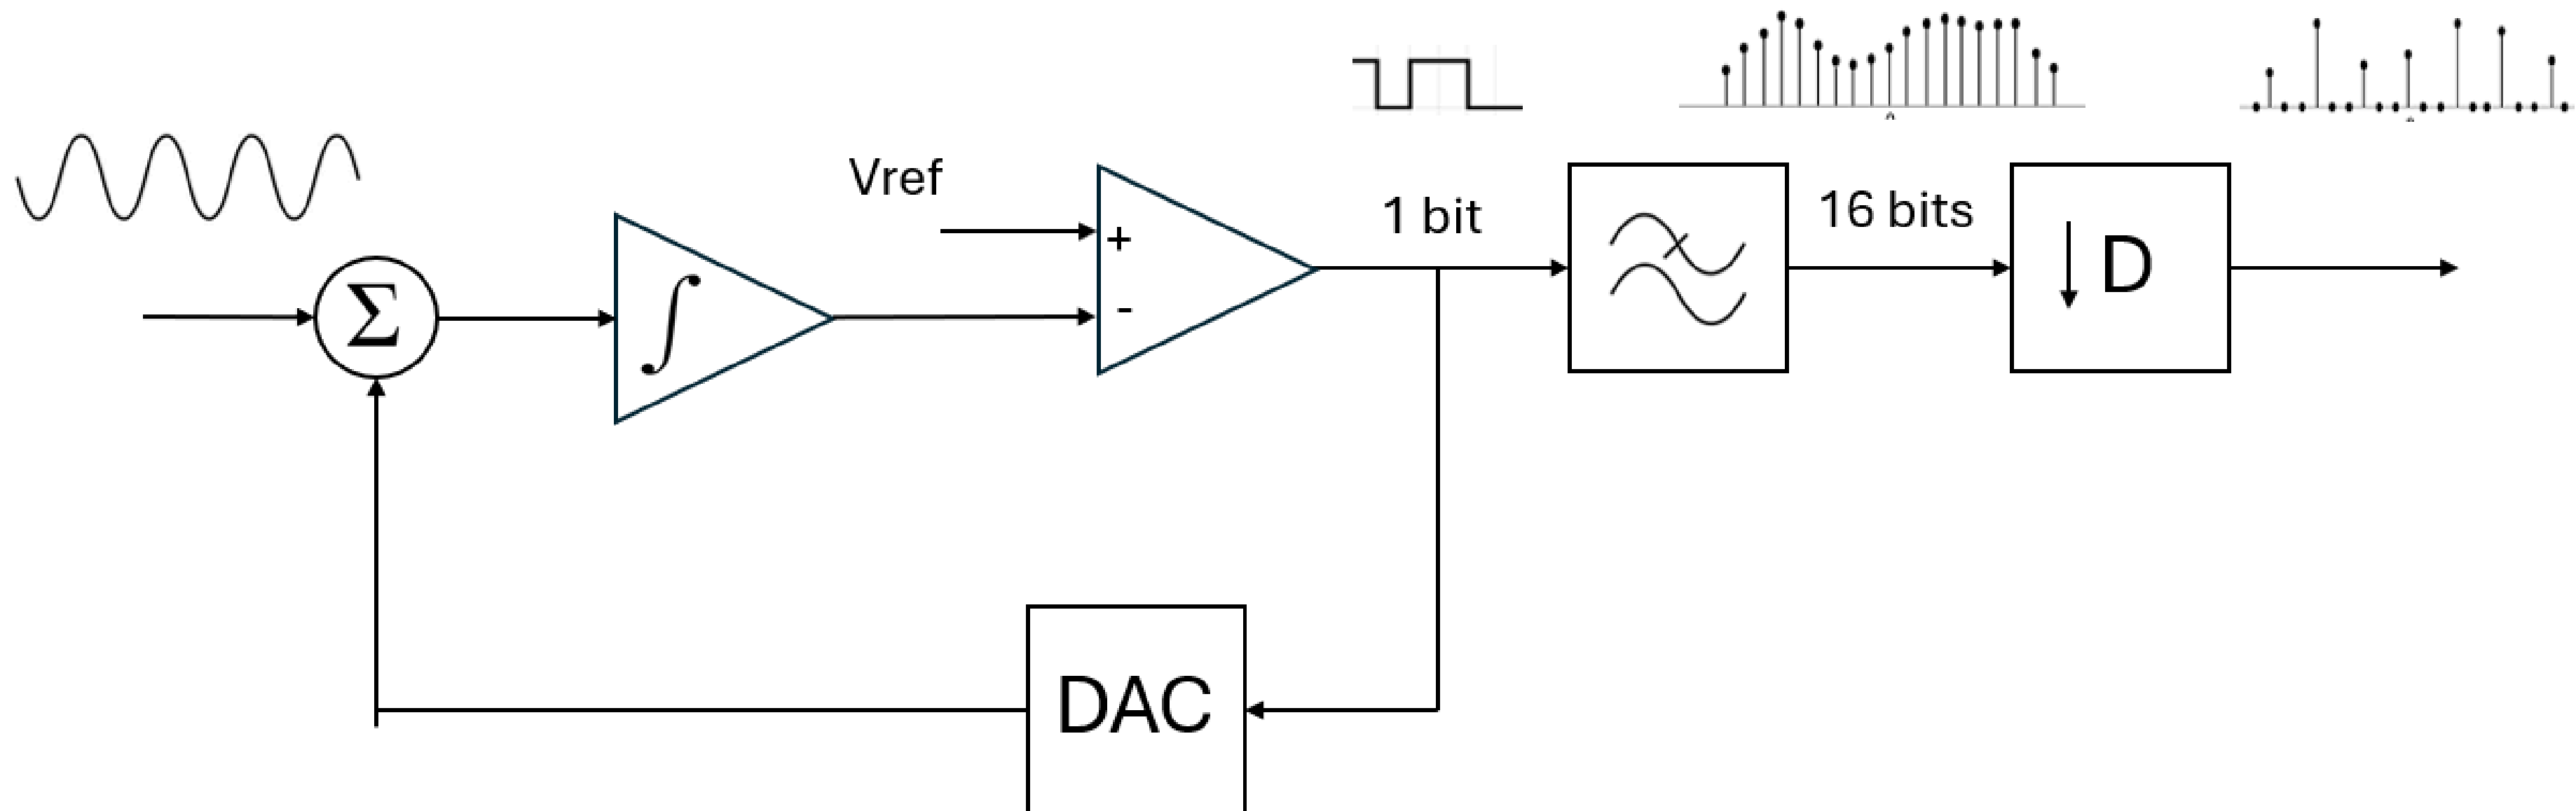 Vref
+
-
1 bit
16 bits
Σ
∫
↓ D
DAC